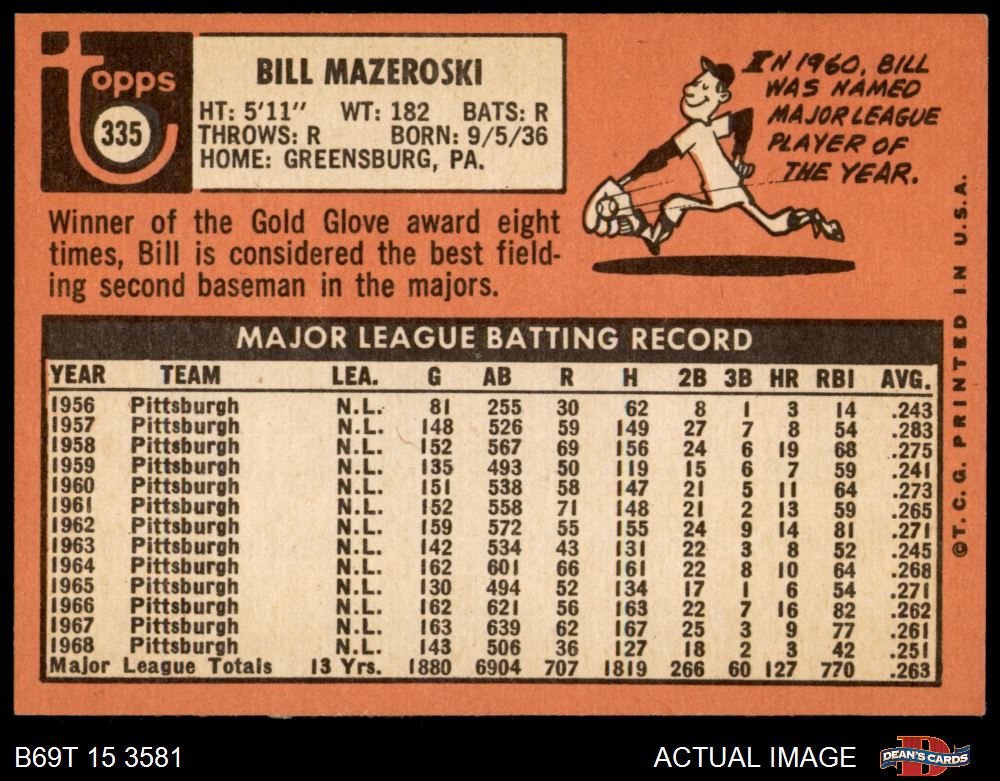 Topps
335
BILL MAZEROSKI
HT: 5'11" WT: 182 BATS: R
THROWS: R BORN: 9/5/36
HOME: GREENSBURG, PA.
IN 1960, BILL
WAS NAMED
MAJOR LEAGUE
PLAYER OF
THE YEAR.
Winner of the Gold Glove award eight
times, Bill is considered the best field-
ing second baseman in the majors.
MAJOR LEAGUE BATTING RECORD
YEAR TEAM LEA. G AB R H 2B 3B HR RBI AVG.
1956 Pittsburgh N.L. 81 255 30 62 8 1 3 14 .243
1957 Pittsburgh N.L. 148 526 59 149 27 7 8 54 .283
1958 Pittsburgh N.L. 152 567 69 156 24 6 19 68 .275
1959 Pittsburgh N.L. 135 493 50 119 15 6 7 59 .241
1960 Pittsburgh N.L. 151 538 58 147 21 5 11 64 .273
1961 Pittsburgh N.L. 152 558 71 148 21 2 13 59 .265
1962 Pittsburgh N.L. 159 572 55 155 24 9 14 81 .271
1963 Pittsburgh N.L. 142 534 43 131 22 3 8 52 .245
1964 Pittsburgh N.L. 162 601 66 161 22 8 10 64 .268
1965 Pittsburgh N.L. 130 494 52 134 17 1 6 54 .271
1966 Pittsburgh N.L. 162 621 56 163 22 7 16 82 .262
1967 Pittsburgh N.L. 163 639 62 167 25 3 9 77 .261
1968 Pittsburgh N.L. 143 506 36 127 18 2 3 42 .251
Major League Totals 13 Yrs. 1880 6904 707 1819 266 60 127 770 .263
©T.C.G. PRINTED IN U.S.A.
B69T 15 3581
ACTUAL IMAGE
DEAN'S CARDS